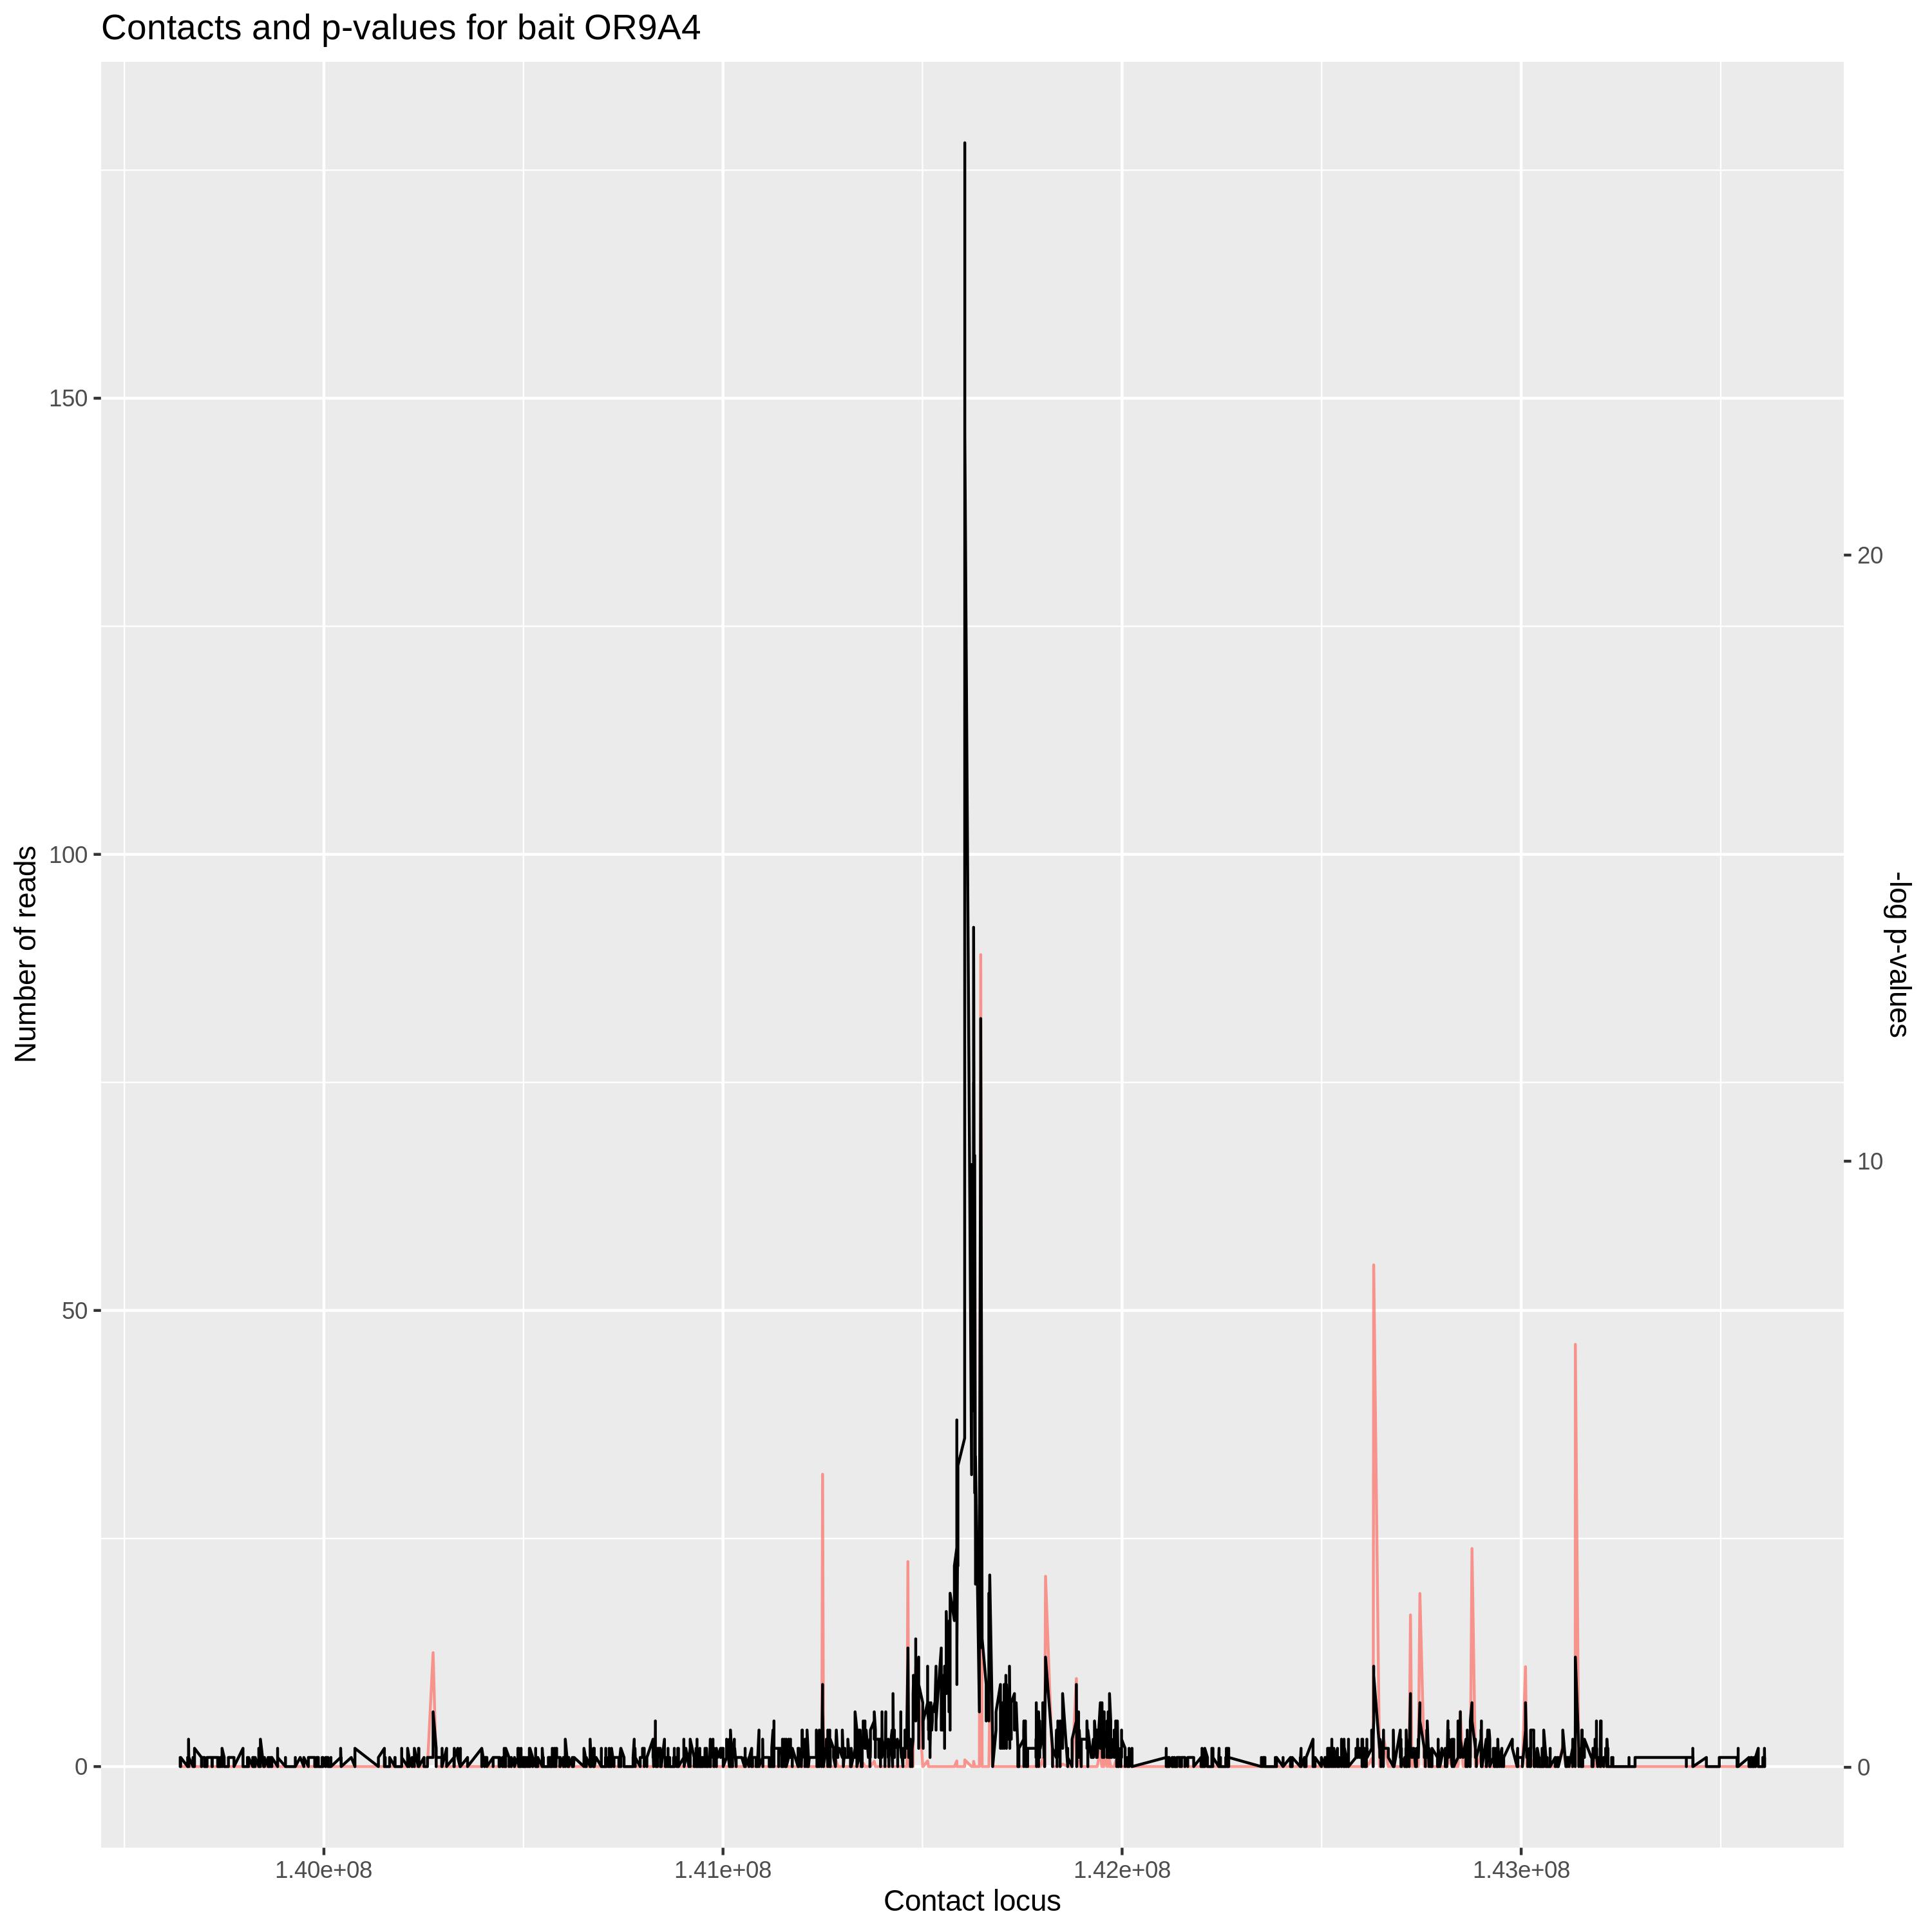 Contacts and p-values for bait OR9A4
Number of reads
150
100
50
0
20
10
0
-log p-values
1.40e+08
1.41e+08
1.42e+08
1.43e+08
Contact locus